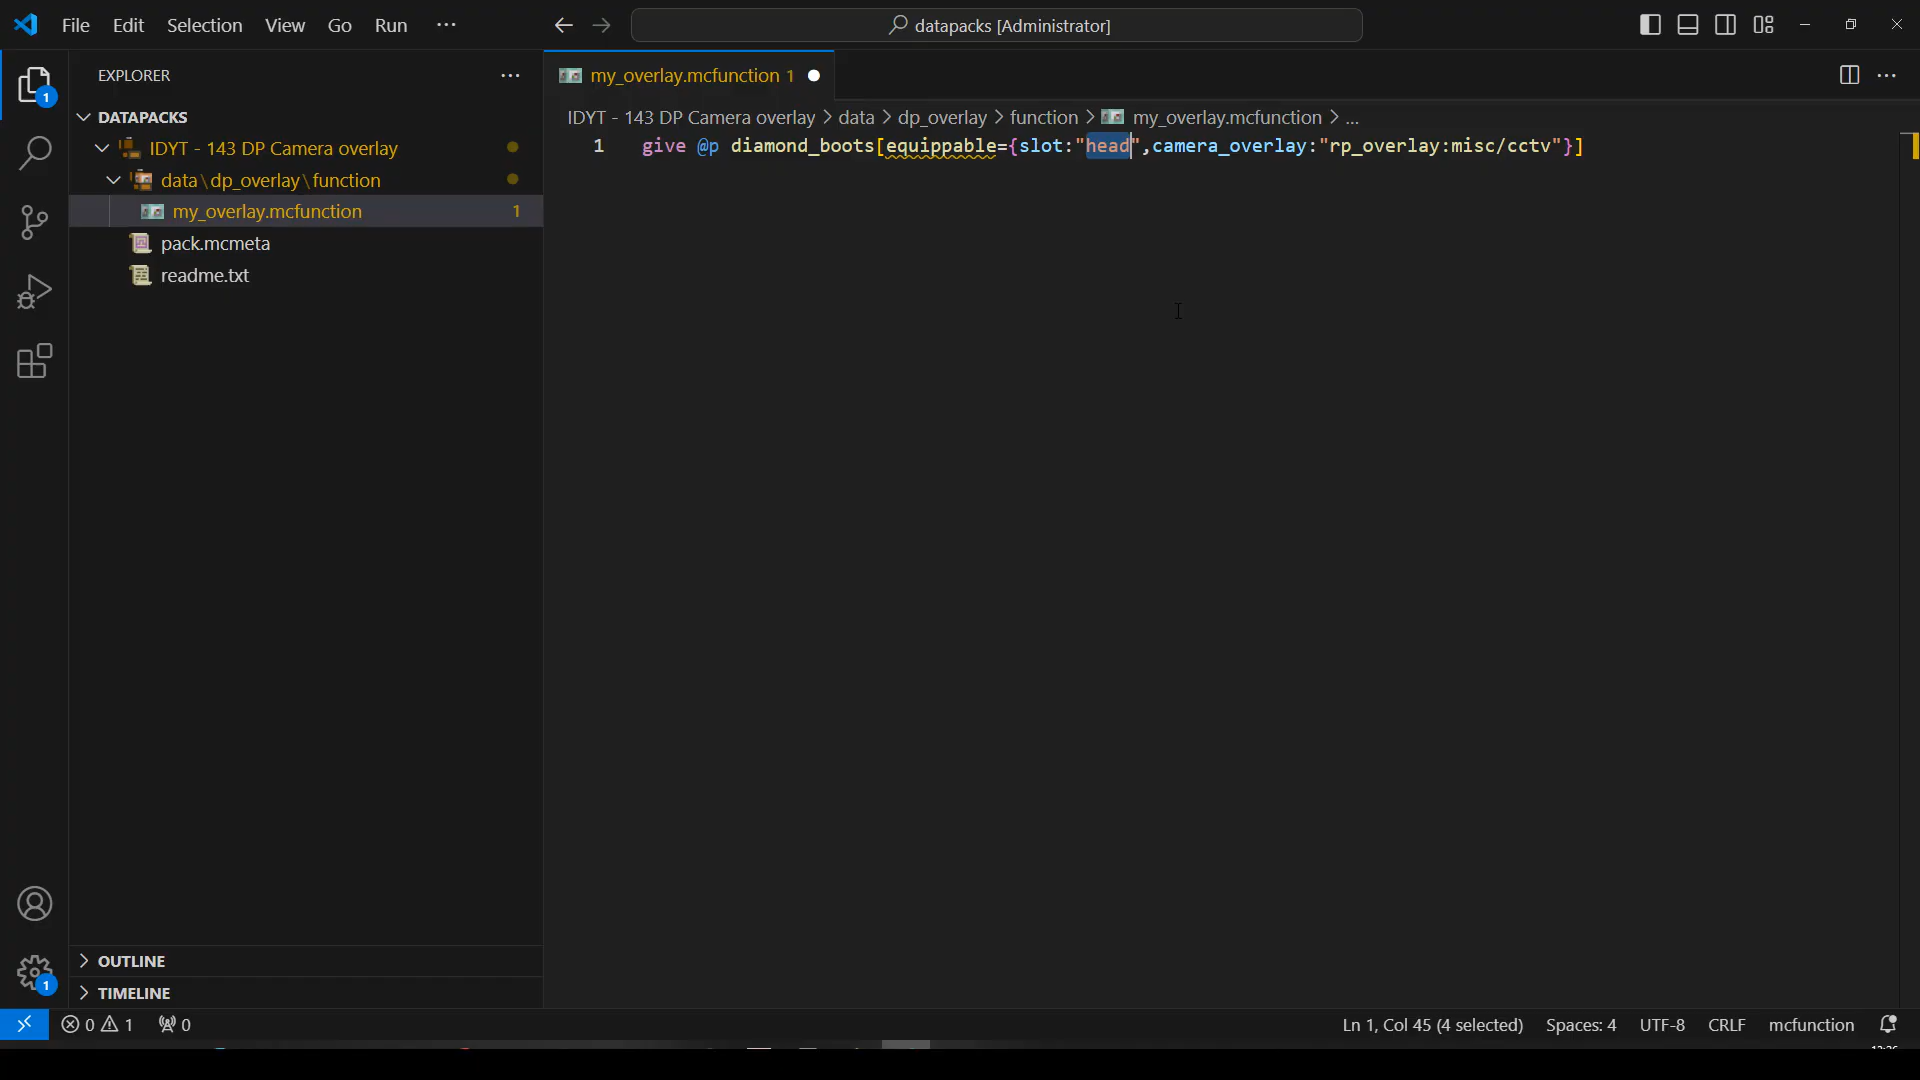 File Edit Selection View Go Run ···
datapacks [Administrator]
EXPLORER ···
my_overlay.mcfunction 1
DATAPACKS
IDYT - 143 DP Camera overlay > data > dp_overlay > function > my_overlay.mcfunction > ...
IDYT - 143 DP Camera overlay
1 give @p diamond_boots[equippable={slot:"head",camera_overlay:"rp_overlay:misc/cctv"}]
data\dp_overlay\function
my_overlay.mcfunction 1
pack.mcmeta
readme.txt
1
OUTLINE
1
TIMELINE
0 1 0
Ln 1, Col 45 (4 selected) Spaces: 4 UTF-8 CRLF mcfunction